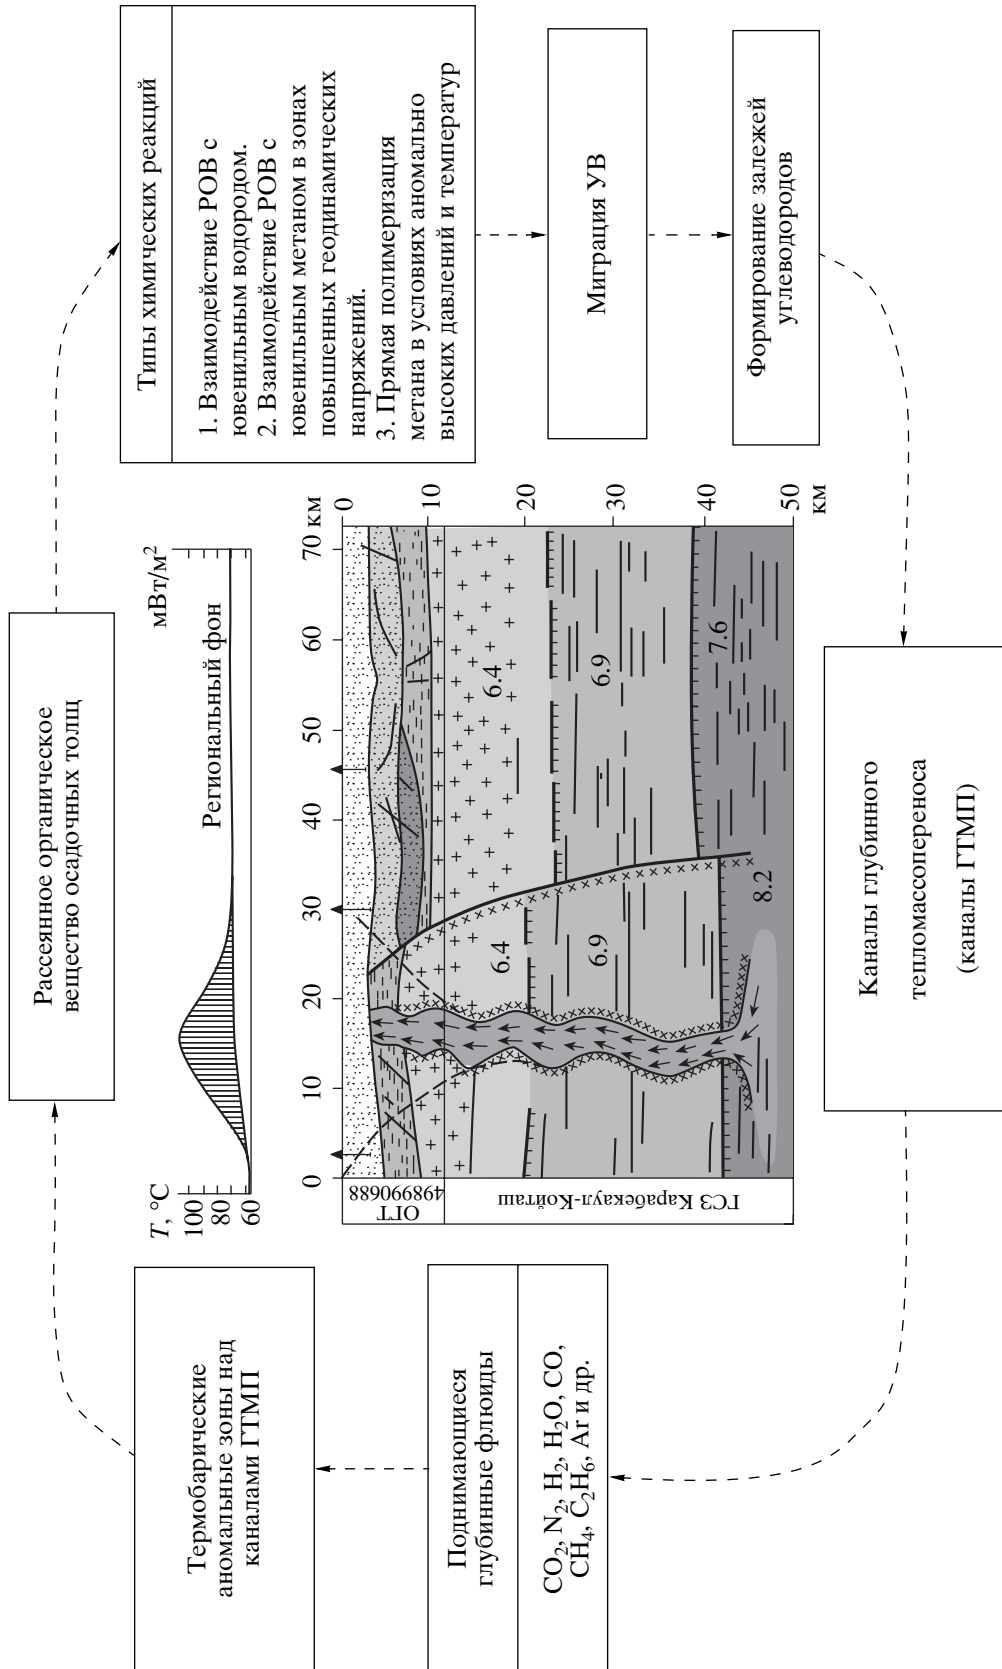 Рассеянное органическое
вещество осадочных толщ
Термобарические
аномальные зоны над
каналами ГТМП
Поднимающиеся
глубинные флюиды
CO₂, N₂, H₂, H₂O, CO,
CH₄, C₂H₆, Ar и др.
T, °C
100
80
60
мВт/м²
Региональный фон
0 10 20 30 40 50 60 70 км
0
10
20
30
40
50
км
ОГТ
498990688
ГСЗ Карабекаул-Койташ
6.4
6.4
6.9
6.9
7.6
8.2
Типы химических реакций
1. Взаимодействие РОВ с
ювенильным водородом.
2. Взаимодействие РОВ с
ювенильным метаном в зонах
повышенных геодинамических
напряжений.
3. Прямая полимеризация
метана в условиях аномально
высоких давлений и температур
Миграция УВ
Формирование залежей
углеводородов
Каналы глубинного
тепломассопереноса
(каналы ГТМП)